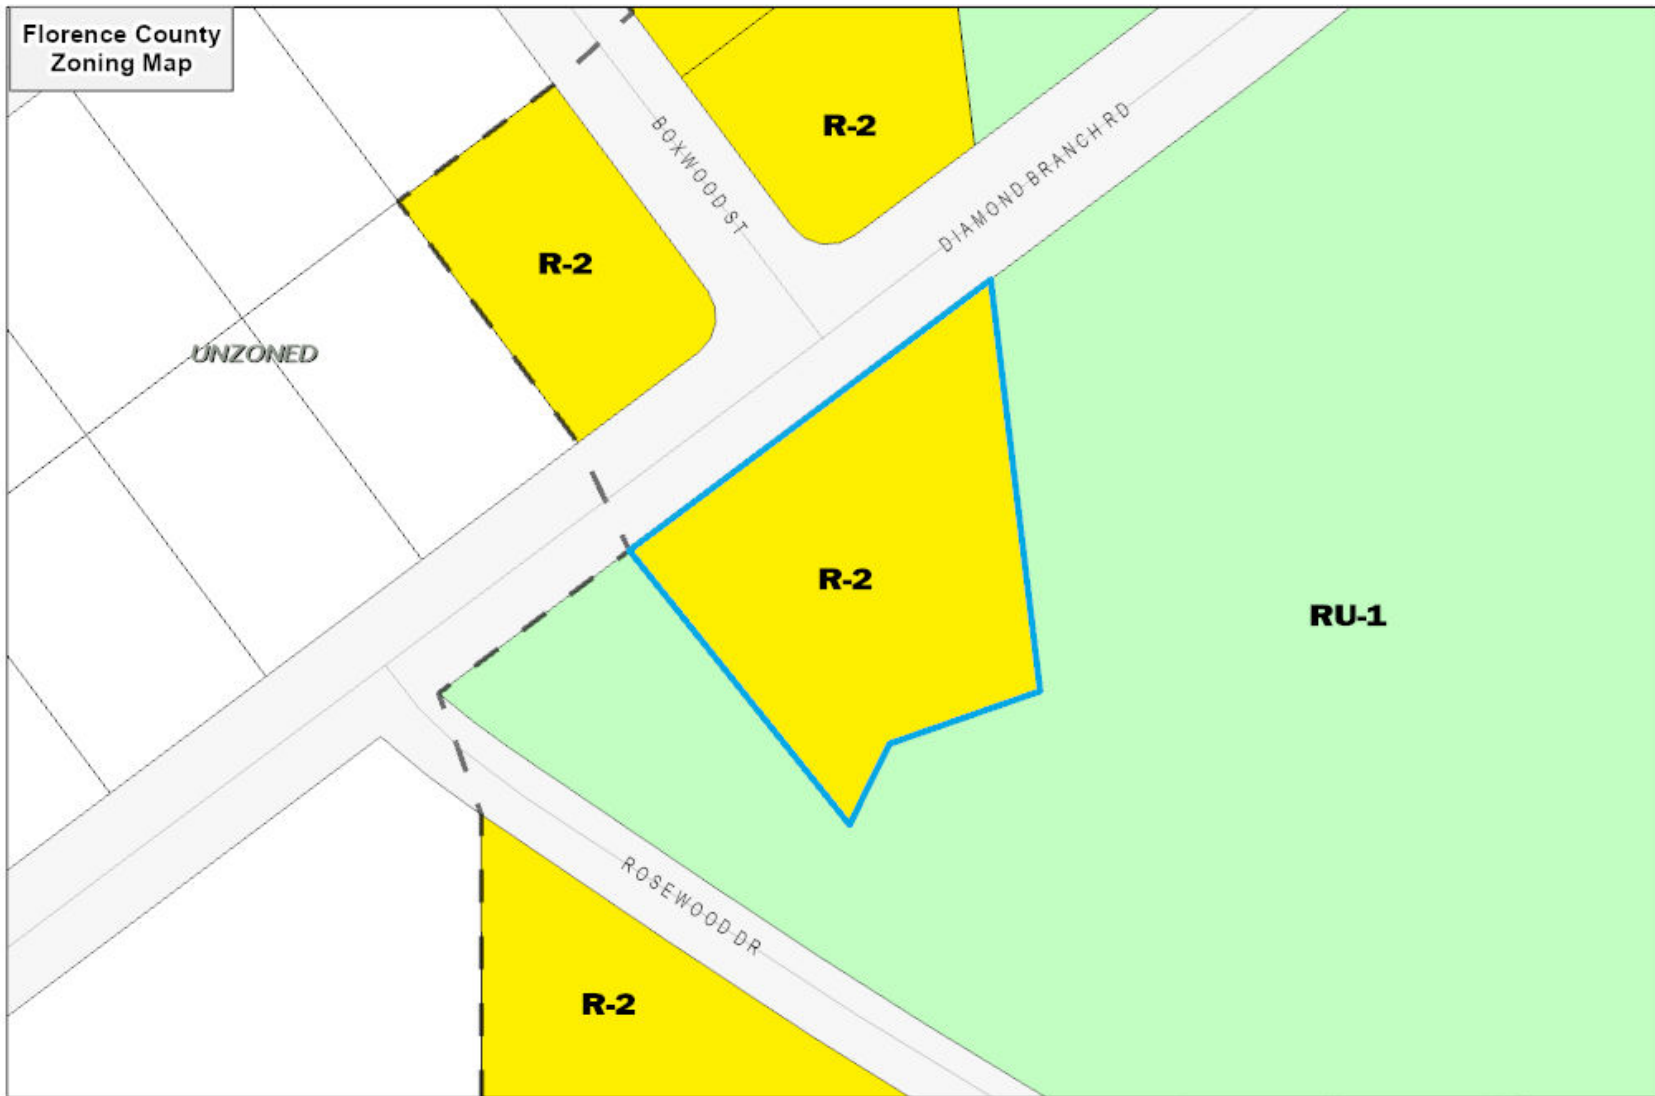 Florence County
Zoning Map
R-2
BOXWOOD ST
DIAMOND BRANCH RD
R-2
UNZONED
R-2
RU-1
ROSEWOOD DR
R-2